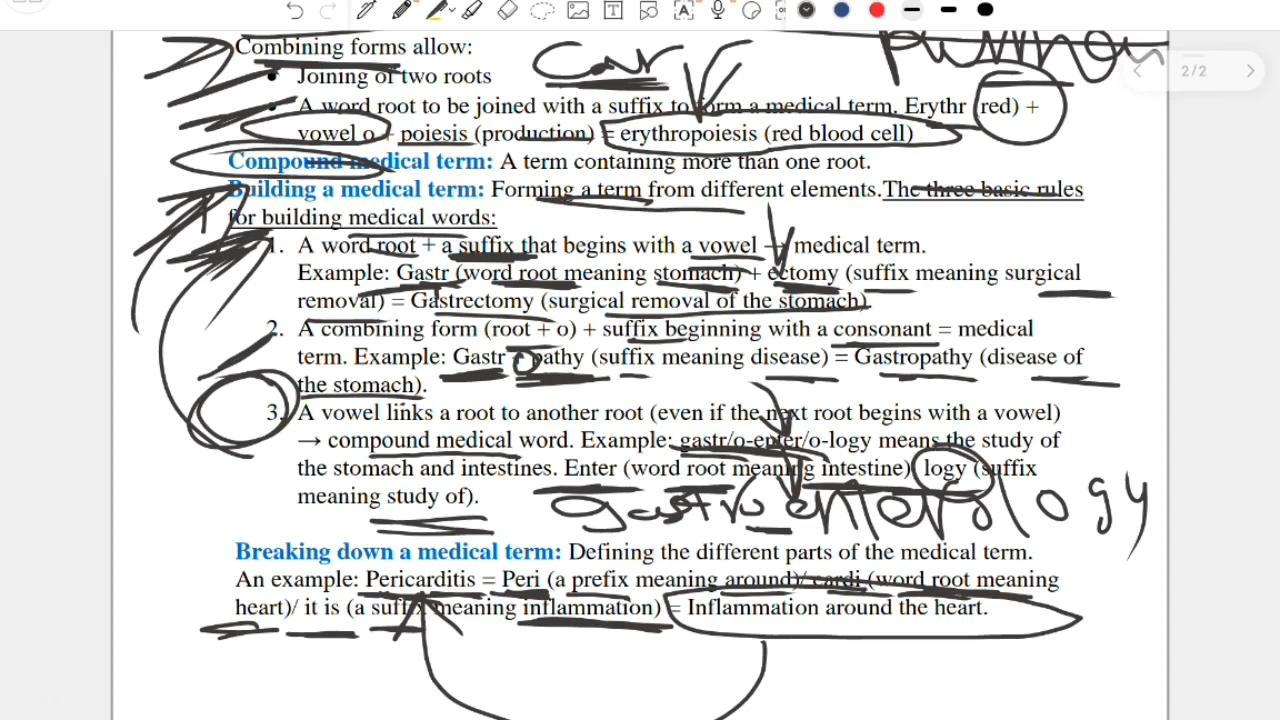 2/2
Combining forms allow:
Car
pulmon
• Joining of two roots
• A word root to be joined with a suffix to form a medical term. Erythr (red) +
vowel o + poiesis (production) = erythropoiesis (red blood cell)
Compound medical term: A term containing more than one root.
Building a medical term: Forming a term from different elements.The three basic rules
for building medical words:
1. A word root + a suffix that begins with a vowel → medical term.
Example: Gastr (word root meaning stomach) + ectomy (suffix meaning surgical
removal) = Gastrectomy (surgical removal of the stomach).
2. A combining form (root + o) + suffix beginning with a consonant = medical
term. Example: Gastr + pathy (suffix meaning disease) = Gastropathy (disease of
the stomach).
3. A vowel links a root to another root (even if the next root begins with a vowel)
→ compound medical word. Example: gastr/o-enter/o-logy means the study of
the stomach and intestines. Enter (word root meaning intestine) logy (suffix
meaning study of).
gastroenterology
Breaking down a medical term: Defining the different parts of the medical term.
An example: Pericarditis = Peri (a prefix meaning around)/ cardi (word root meaning
heart)/ it is (a suffix meaning inflammation) = Inflammation around the heart.